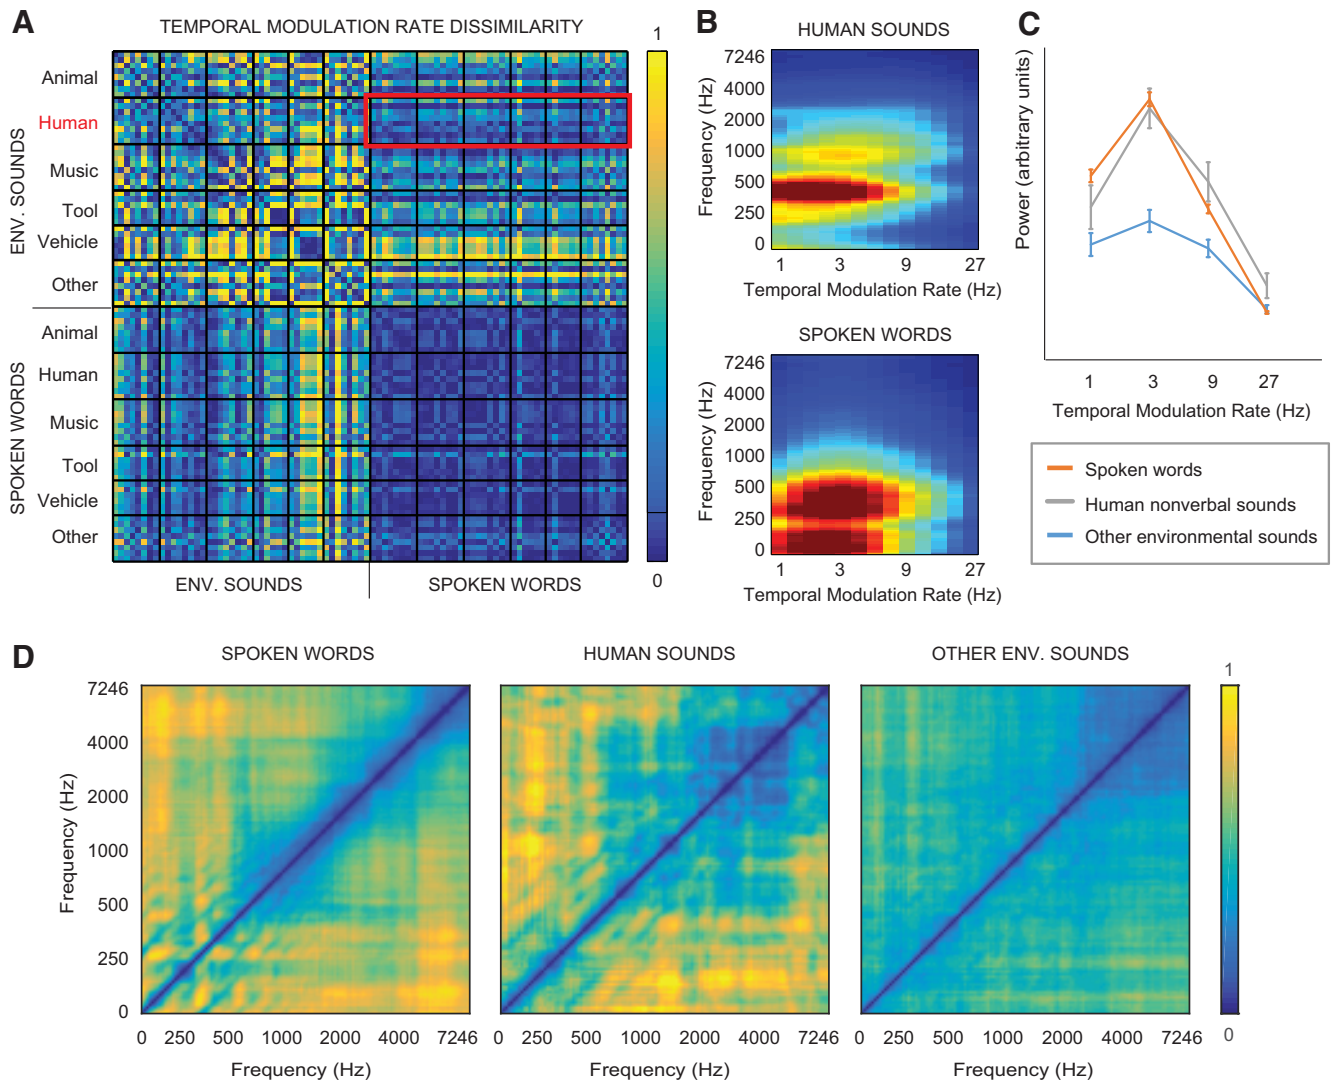 A
TEMPORAL MODULATION RATE DISSIMILARITY
ENV. SOUNDS
Animal
Human
Music
Tool
Vehicle
Other
SPOKEN WORDS
Animal
Human
Music
Tool
Vehicle
Other
ENV. SOUNDS
SPOKEN WORDS
1
0
B
HUMAN SOUNDS
Frequency (Hz)
7246
4000
2000
1000
500
250
0
1 3 9 27
Temporal Modulation Rate (Hz)
SPOKEN WORDS
Frequency (Hz)
7246
4000
2000
1000
500
250
0
1 3 9 27
Temporal Modulation Rate (Hz)
C
Power (arbitrary units)
1 3 9 27
Temporal Modulation Rate (Hz)
Spoken words
Human nonverbal sounds
Other environmental sounds
D
SPOKEN WORDS
Frequency (Hz)
7246
4000
2000
1000
500
250
0
0 250 500 1000 2000 4000 7246
Frequency (Hz)
HUMAN SOUNDS
0 250 500 1000 2000 4000 7246
Frequency (Hz)
OTHER ENV. SOUNDS
0 250 500 1000 2000 4000 7246
Frequency (Hz)
1
0